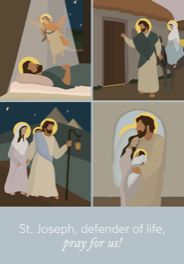 St. Joseph, defender of life,
pray for us!